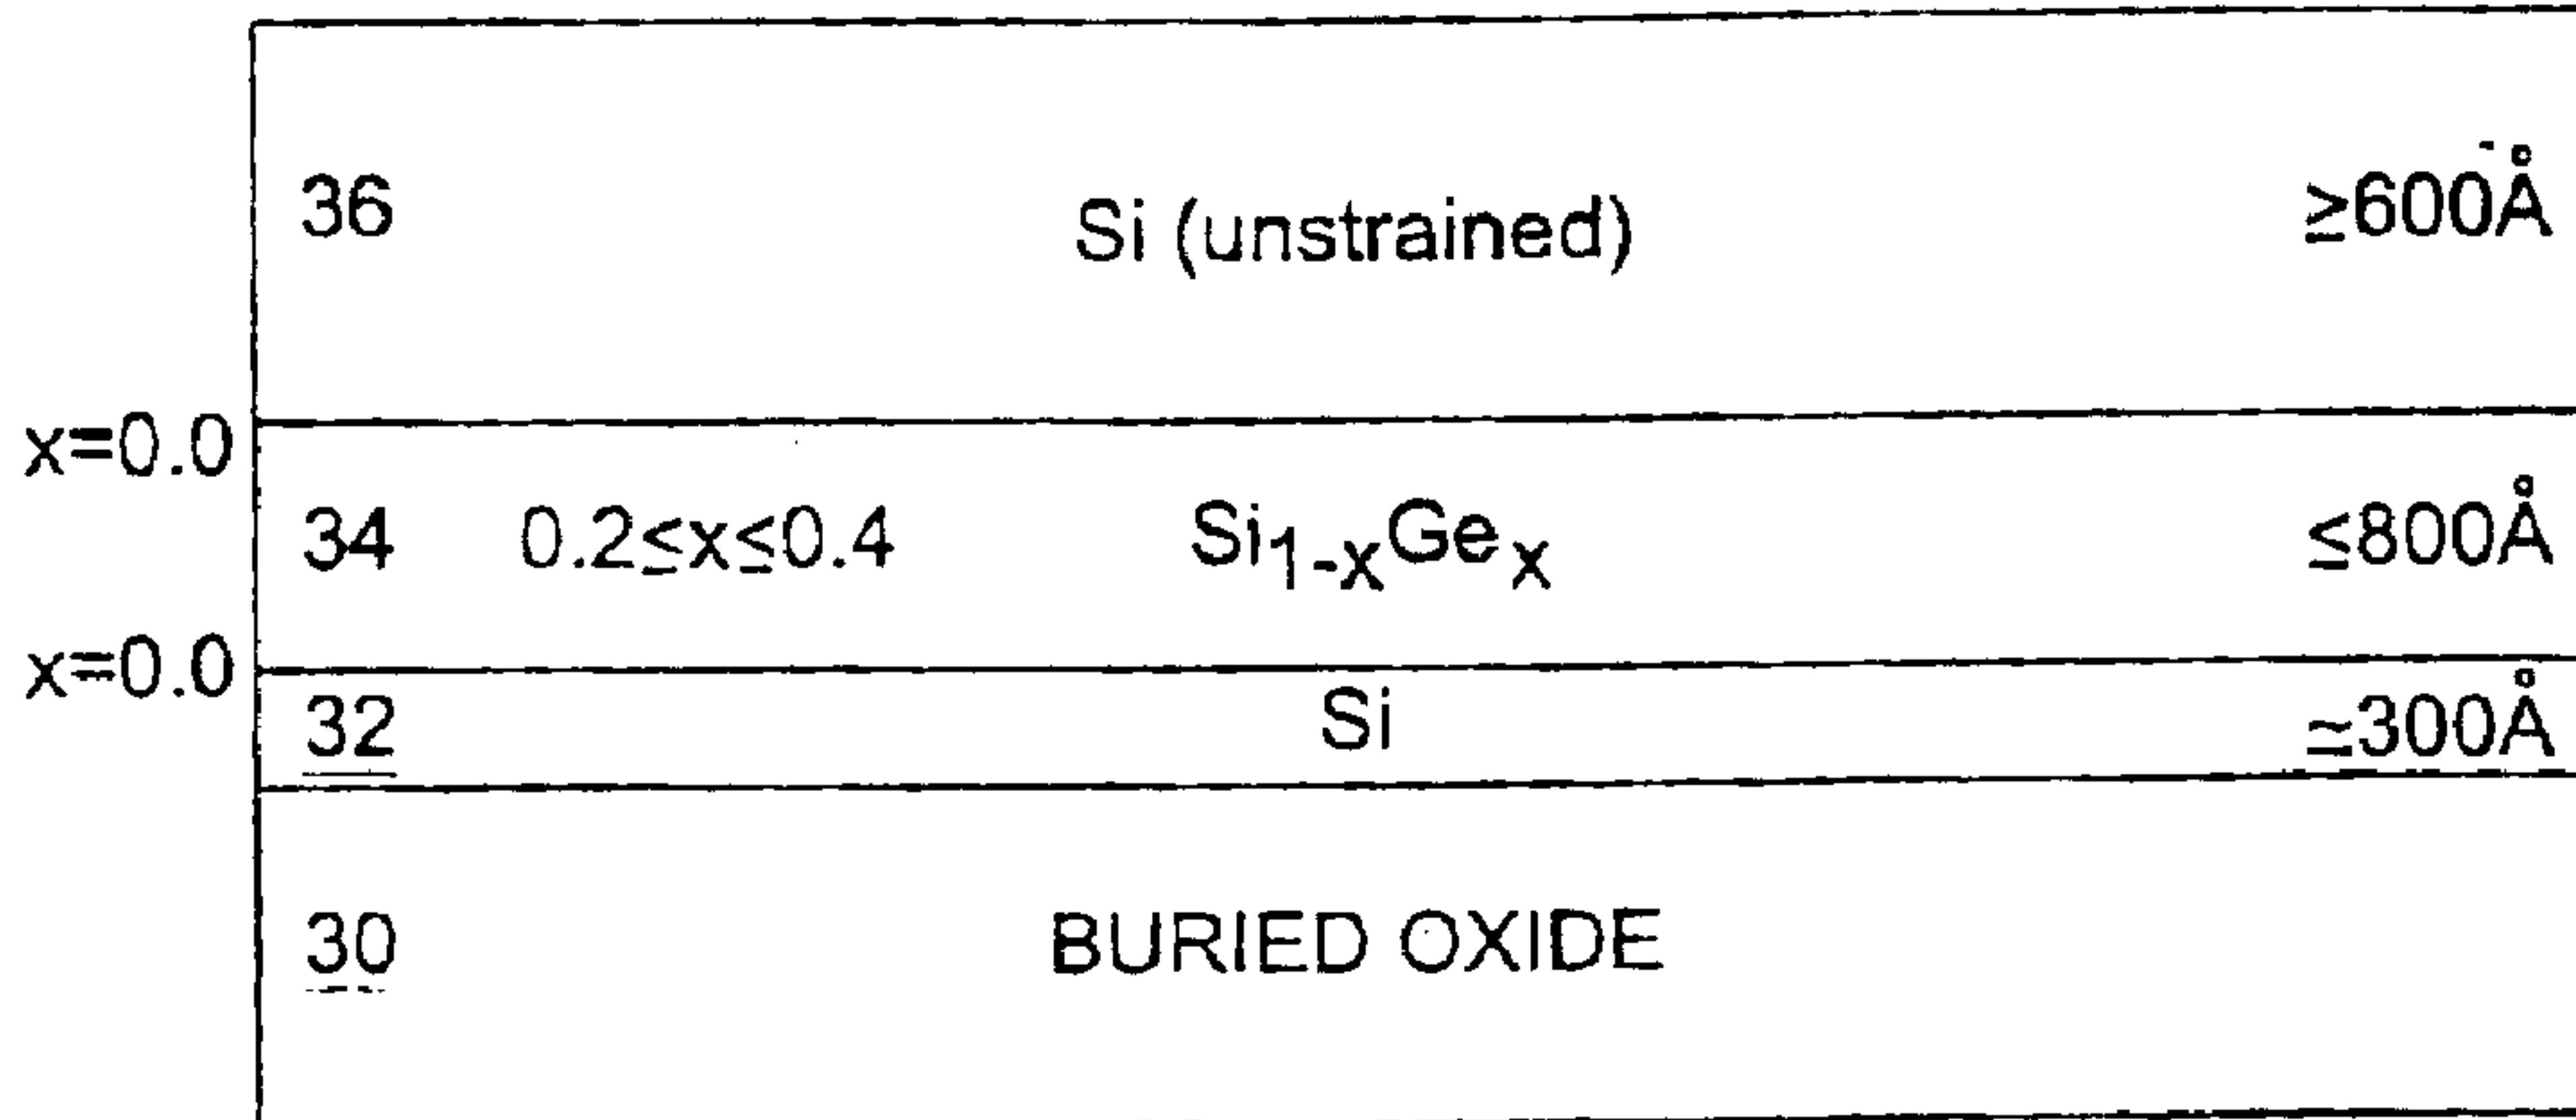 36 Si (unstrained) ≥600Å
x=0.0
34 0.2≤x≤0.4 Si1-xGex ≤800Å
x=0.0
32 Si ≃300Å
30 BURIED OXIDE